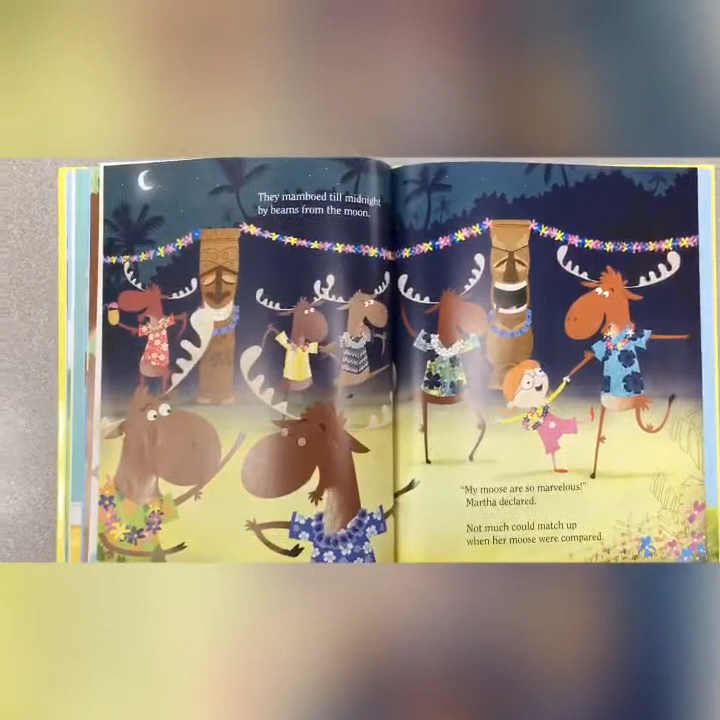 They mamboed till midnight
by beams from the moon.
"My moose are so marvelous!"
Martha declared.
Not much could match up
when her moose were compared.